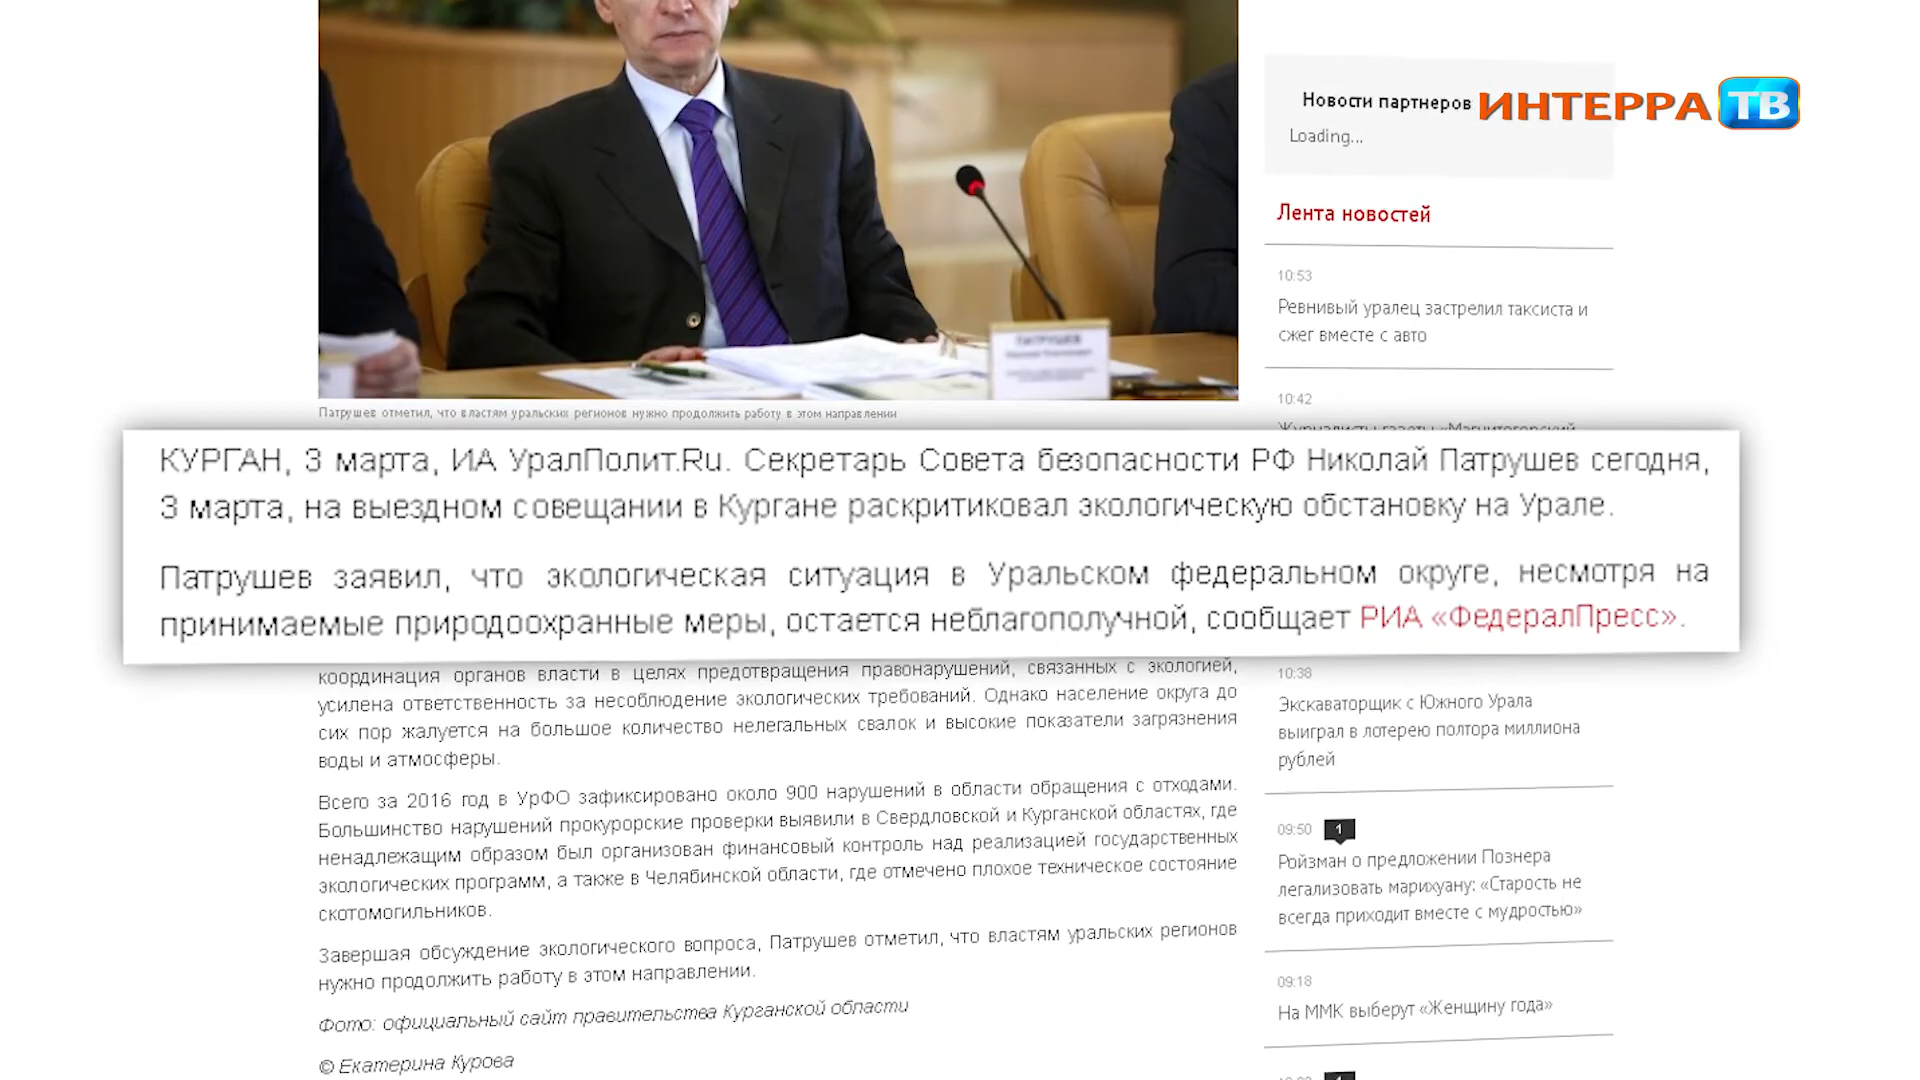 Новости партнеров
ИНТЕРРА ТВ
Loading...
Лента новостей
10:53
Ревнивый уралец застрелил таксиста и
сжег вместе с авто
10:42
ПАТРУШЕВ
Патрушев отметил, что властям уральских регионов нужно продолжить работу в этом направлении
КУРГАН, 3 марта, ИА УралПолит.Ru. Секретарь Совета безопасности РФ Николай Патрушев сегодня,
3 марта, на выездном совещании в Кургане раскритиковал экологическую обстановку на Урале.
Патрушев заявил, что экологическая ситуация в Уральском федеральном округе, несмотря на
принимаемые природоохранные меры, остается неблагополучной, сообщает РИА «ФедералПресс».
координация органов власти в целях предотвращения правонарушений, связанных с экологией,
усилена ответственность за несоблюдение экологических требований. Однако население округа до
сих пор жалуется на большое количество нелегальных свалок и высокие показатели загрязнения
воды и атмосферы.
Всего за 2016 год в УрФО зафиксировано около 900 нарушений в области обращения с отходами.
Большинство нарушений прокурорские проверки выявили в Свердловской и Курганской областях, где
ненадлежащим образом был организован финансовый контроль над реализацией государственных
экологических программ, а также в Челябинской области, где отмечено плохое техническое состояние
скотомогильников.
Завершая обсуждение экологического вопроса, Патрушев отметил, что властям уральских регионов
нужно продолжить работу в этом направлении.
Фото: официальный сайт правительства Курганской области
© Екатерина Курова
10:38
Экскаваторщик с Южного Урала
выиграл в лотерею полтора миллиона
рублей
09:50 1
Ройзман о предложении Познера
легализовать марихуану: «Старость не
всегда приходит вместе с мудростью»
09:18
На ММК выберут «Женщину года»